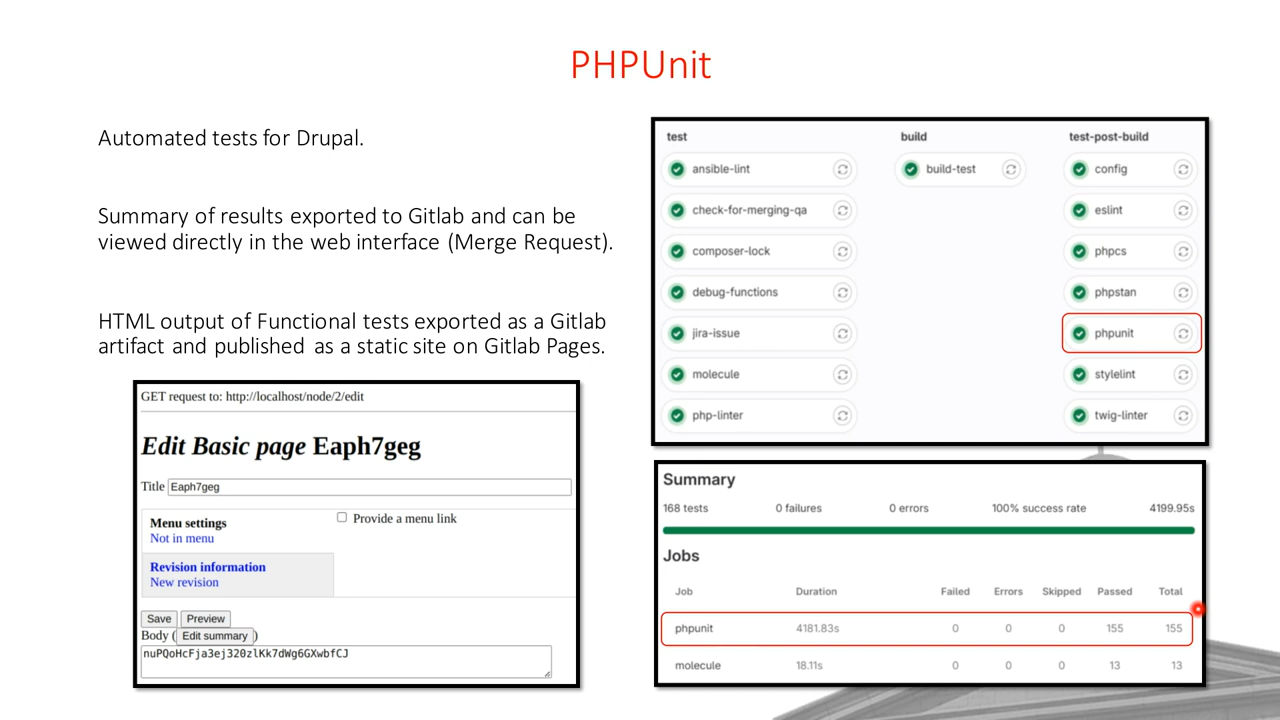 PHPUnit
Automated tests for Drupal.
Summary of results exported to Gitlab and can be
viewed directly in the web interface (Merge Request).
HTML output of Functional tests exported as a Gitlab
artifact and published as a static site on Gitlab Pages.
GET request to: http://localhost/node/2/edit
Edit Basic page Eaph7geg
Title Eaph7geg
Menu settings
Not in menu
Provide a menu link
Revision information
New revision
Save Preview
Body (Edit summary)
nuPQoHcFja3ej320zlKk7dWg6GXwbfCJ
test
ansible-lint
check-for-merging-qa
composer-lock
debug-functions
jira-issue
molecule
php-linter
build
build-test
test-post-build
config
eslint
phpcs
phpstan
phpunit
stylelint
twig-linter
Summary
168 tests 0 failures 0 errors 100% success rate 4199.95s
Jobs
Job Duration Failed Errors Skipped Passed Total
phpunit 4181.83s 0 0 0 155 155
molecule 18.11s 0 0 0 13 13